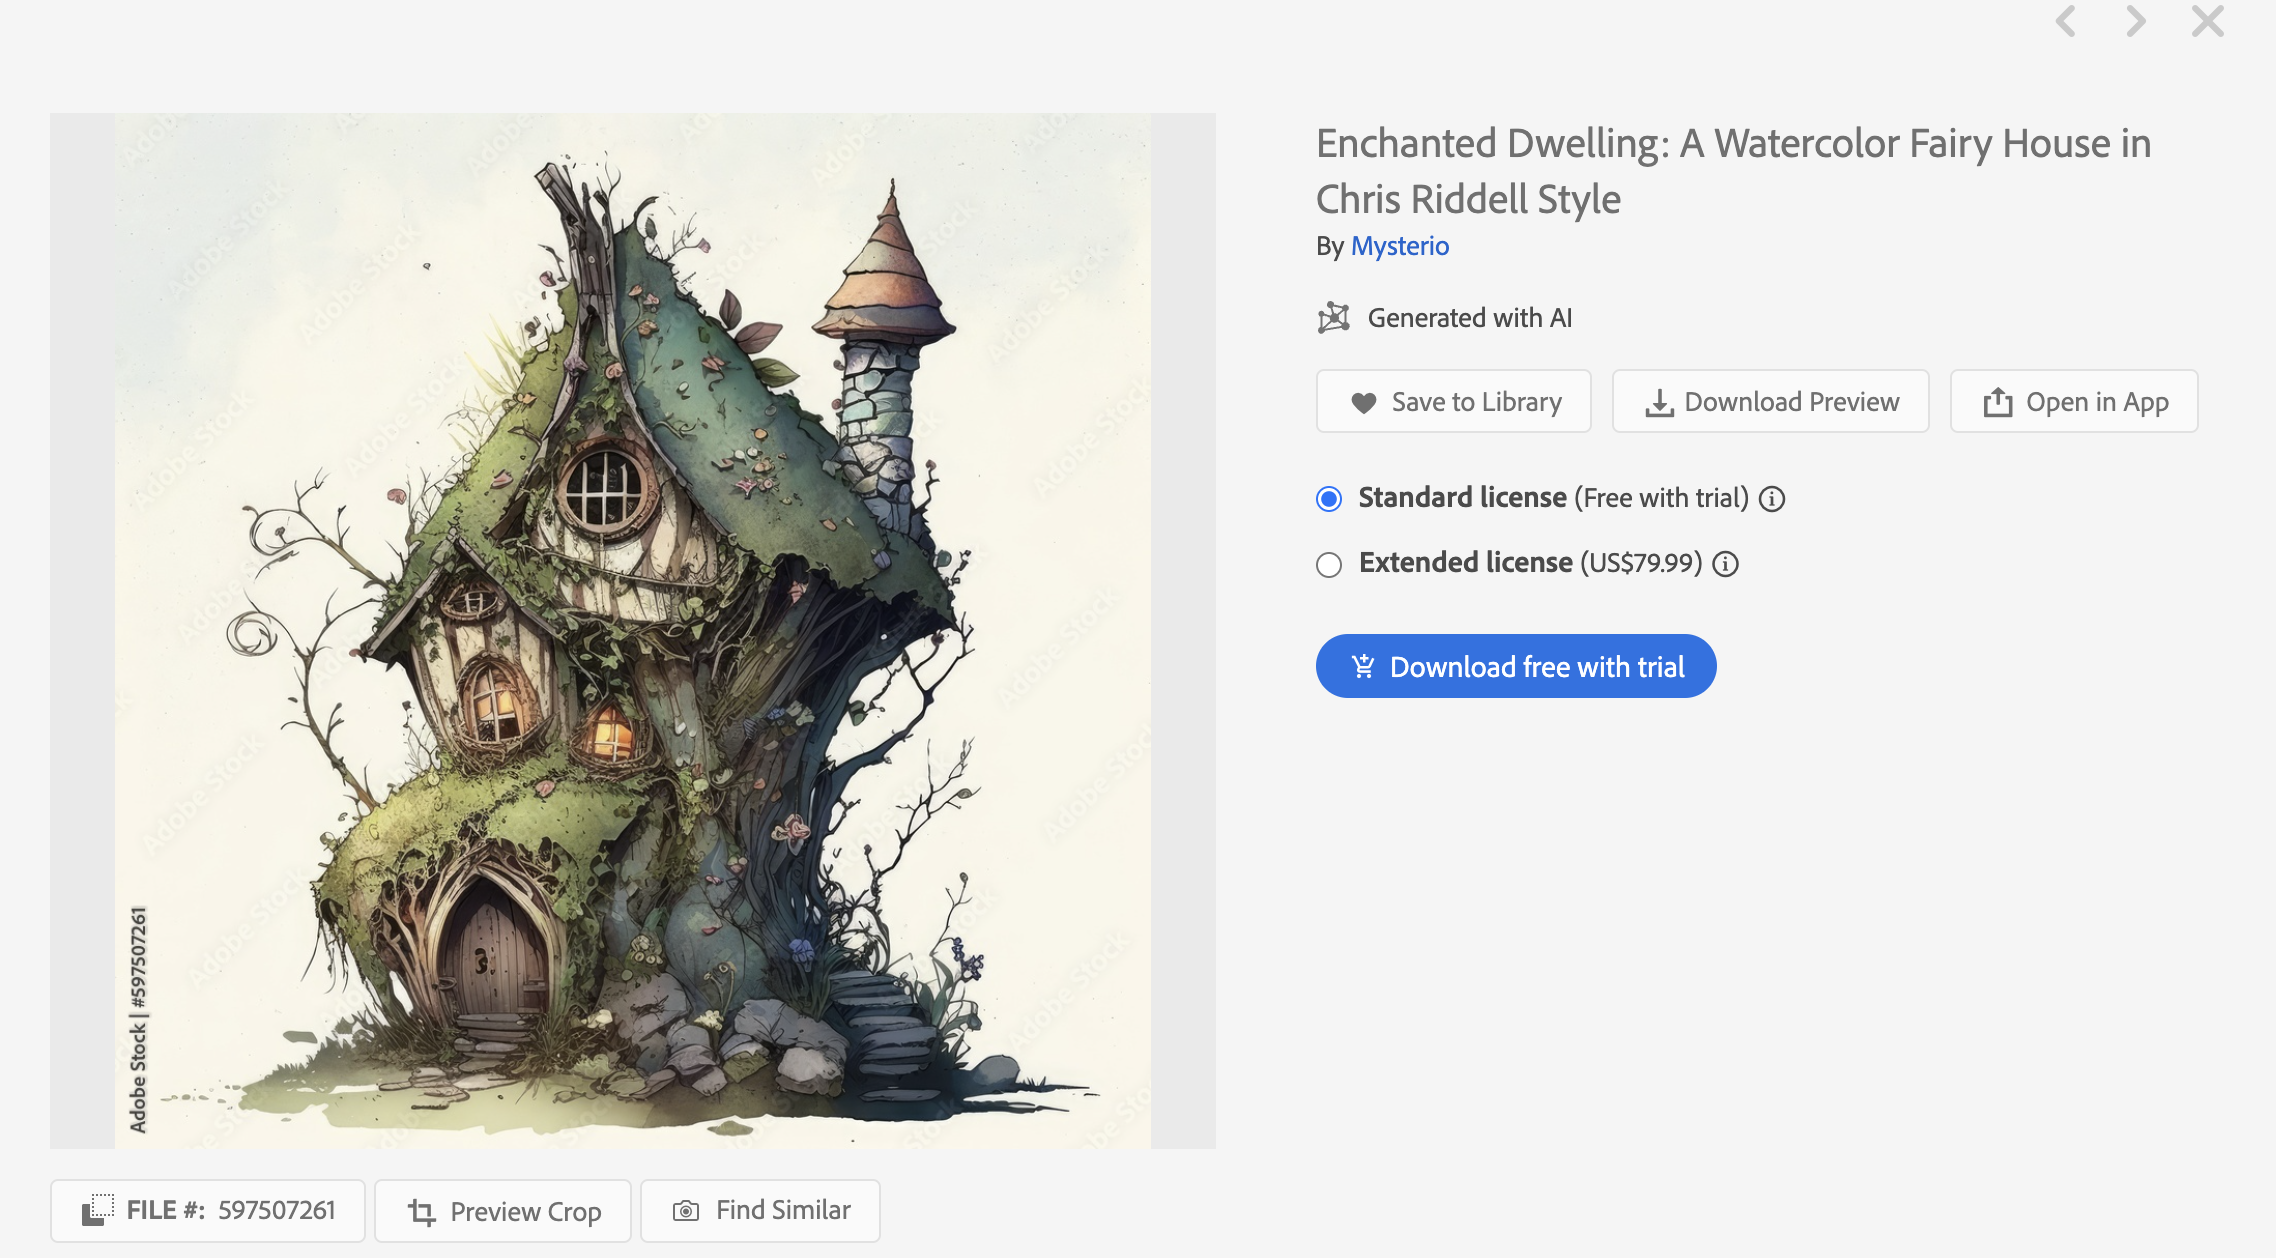 Enchanted Dwelling: A Watercolor Fairy House in
Chris Riddell Style
By Mysterio
Generated with AI
Save to Library
Download Preview
Open in App
Standard license (Free with trial)
Extended license (US$79.99)
Download free with trial
Adobe Stock | #597507261
FILE #: 597507261
Preview Crop
Find Similar